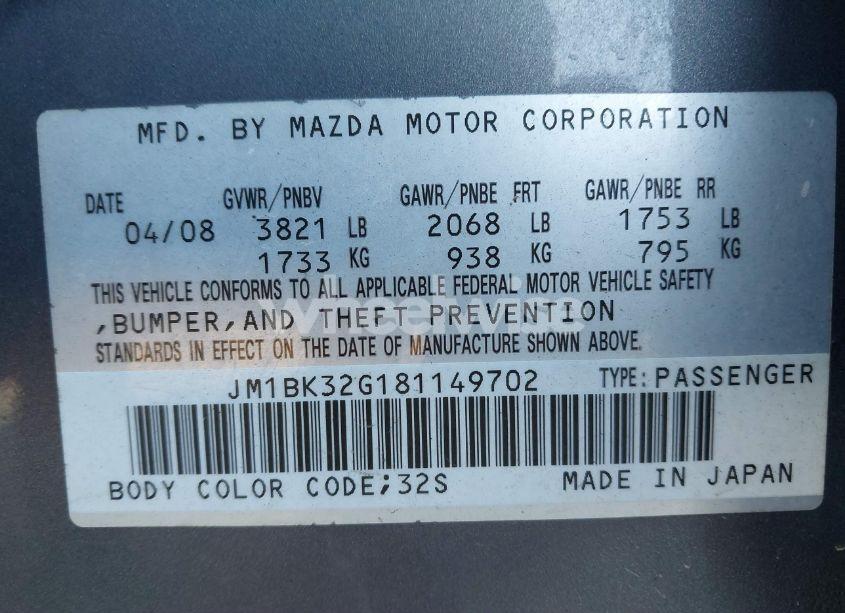 MFD. BY MAZDA MOTOR CORPORATION
DATE GVWR/PNBV GAWR/PNBE FRT GAWR/PNBE RR
04/08 3821 LB 2068 LB 1753 LB
1733 KG 938 KG 795 KG
THIS VEHICLE CONFORMS TO ALL APPLICABLE FEDERAL MOTOR VEHICLE SAFETY
,BUMPER,AND THEFT PREVENTION
STANDARDS IN EFFECT ON THE DATE OF MANUFACTURE SHOWN ABOVE.
JM1BK32G181149702 TYPE: PASSENGER
BODY COLOR CODE;32S MADE IN JAPAN
wheelwise